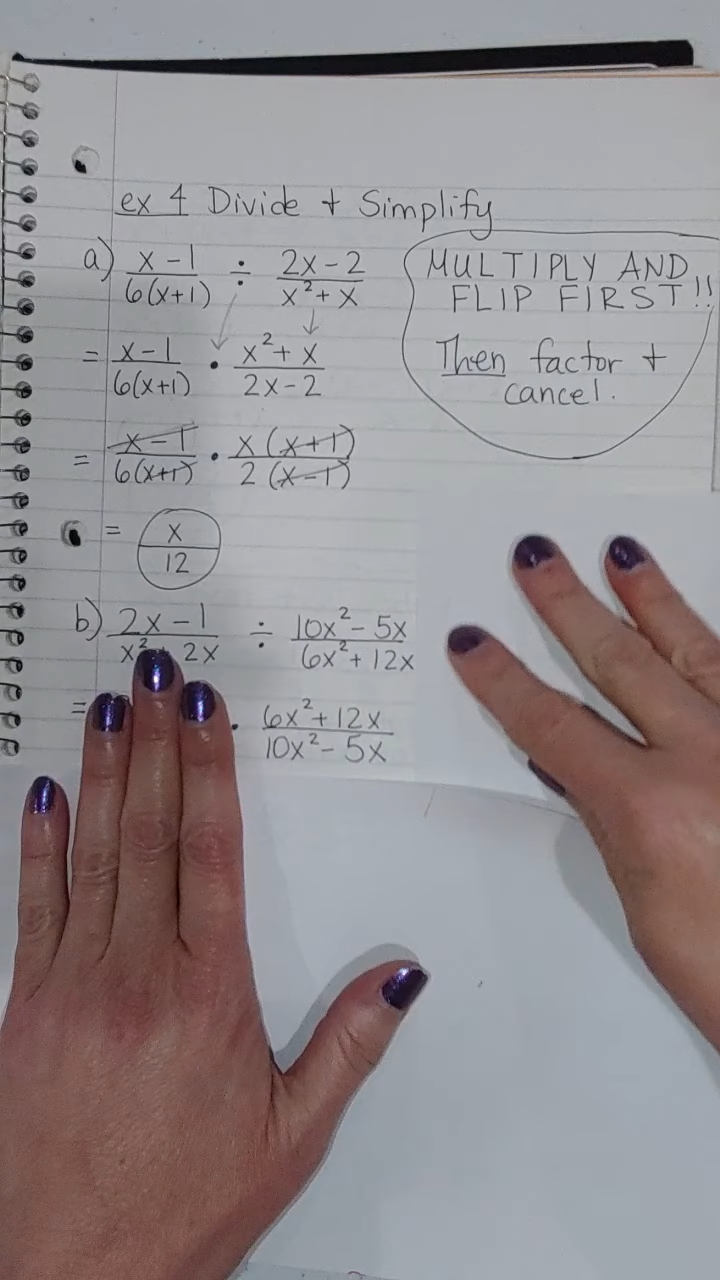 ex 4 Divide + Simplify
a) x - 1 / 6(x+1) ÷ 2x - 2 / x² + x
MULTIPLY AND
FLIP FIRST!!
= x - 1 / 6(x+1) • x² + x / 2x - 2
Then factor +
cancel.
= x - 1 / 6(x+1) • x (x+1) / 2 (x - 1)
= x / 12
b) 2x - 1 / x² 2x ÷ 10x² - 5x / 6x² + 12x
= • 6x² + 12x / 10x² - 5x